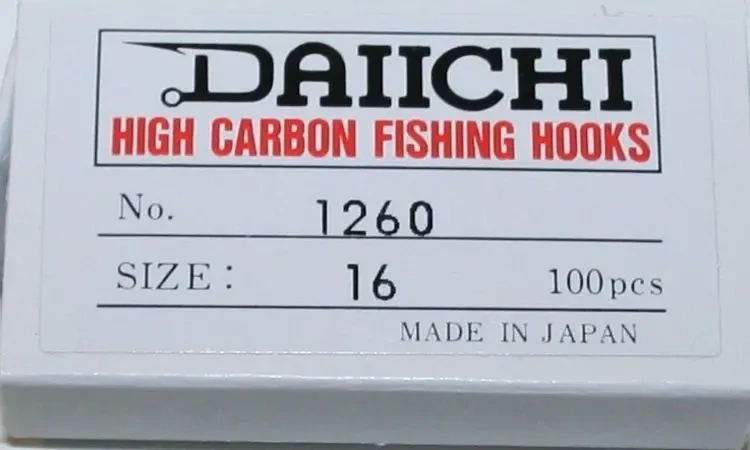 DAIICHI
HIGH CARBON FISHING HOOKS
No. 1260
SIZE: 16 100pcs
MADE IN JAPAN